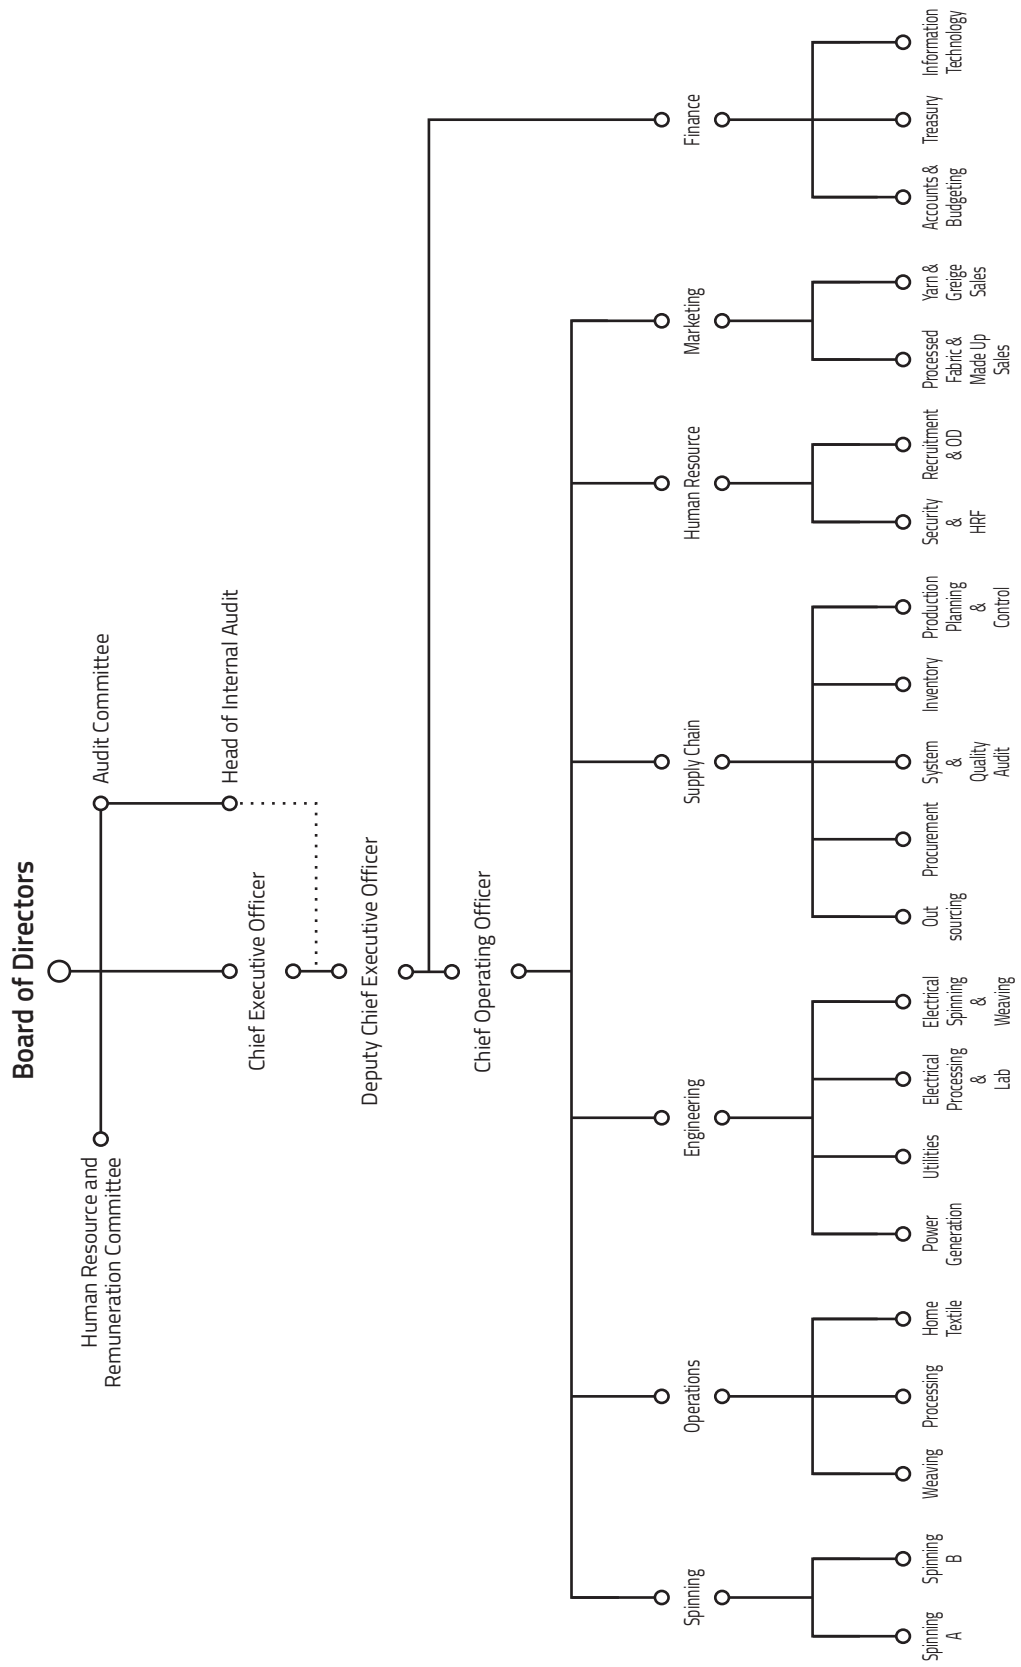 Board of Directors
Human Resource and
Remuneration Committee
Audit Committee
Chief Executive Officer
Head of Internal Audit
Deputy Chief Executive Officer
Chief Operating Officer
Spinning
Operations
Engineering
Supply Chain
Human Resource
Marketing
Finance
Spinning
A
Spinning
B
Weaving
Processing
Home
Textile
Power
Generation
Utilities
Electrical
Processing
&
Lab
Electrical
Spinning
&
Weaving
Out
sourcing
Procurement
System
&
Quality
Audit
Inventory
Production
Planning
&
Control
Security
&
HRF
Recruitment
& OD
Processed
Fabric &
Made Up
Sales
Yarn &
Greige
Sales
Accounts &
Budgeting
Treasury
Information
Technology